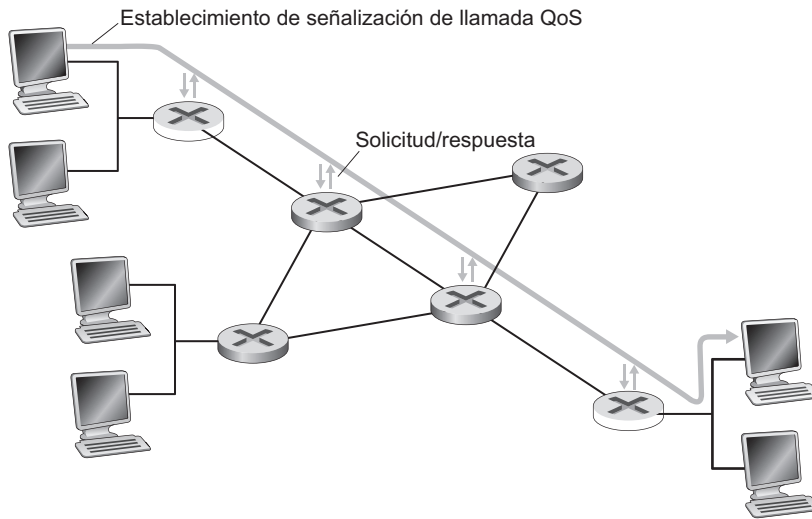 Establecimiento de señalización de llamada QoS
Solicitud/respuesta